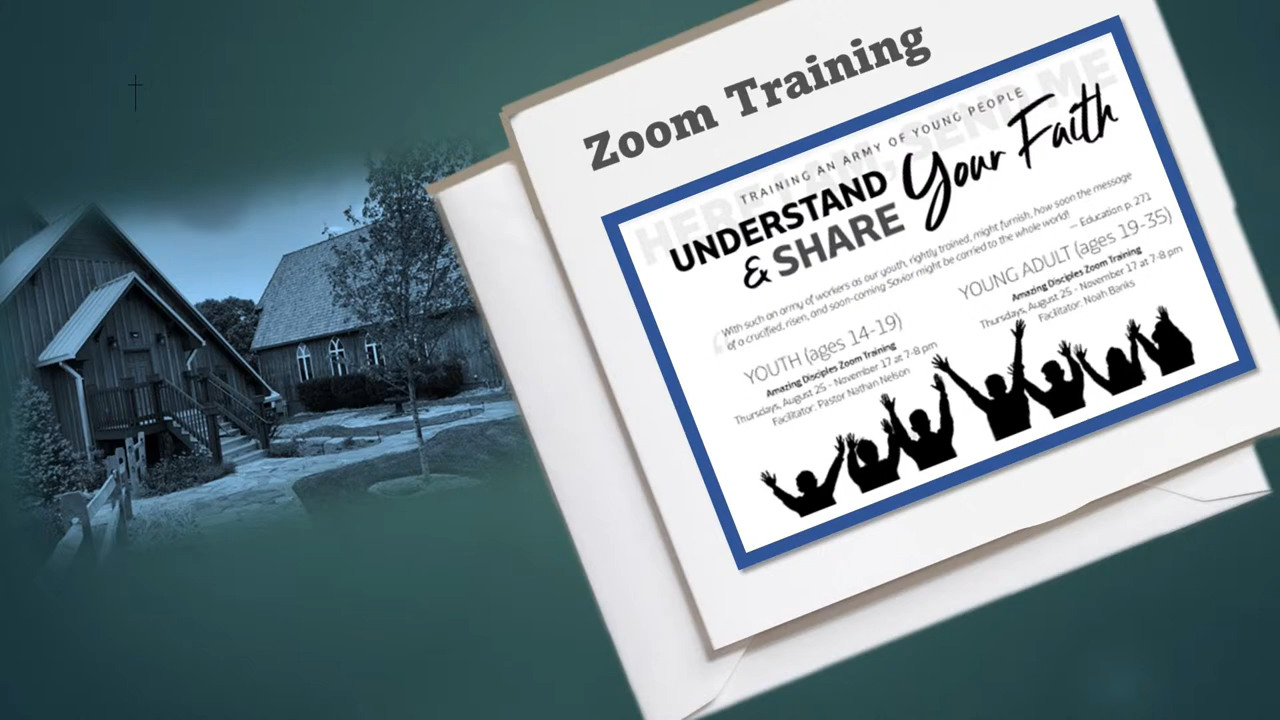 Zoom Training
HERE I AM, SEND ME
TRAINING AN ARMY OF YOUNG PEOPLE
UNDERSTAND
& SHARE
Your Faith
With such an army of workers as our youth, rightly trained, might furnish, how soon the message
of a crucified, risen, and soon-coming Savior might be carried to the whole world!
— Education p. 271
YOUTH (ages 14-19)
Amazing Disciples Zoom Training
Thursdays, August 25 - November 17 at 7-8 pm
Facilitator: Pastor Nathan Nelson
YOUNG ADULT (ages 19-35)
Amazing Disciples Zoom Training
Thursdays, August 25 - November 17 at 7-8 pm
Facilitator: Noah Banks